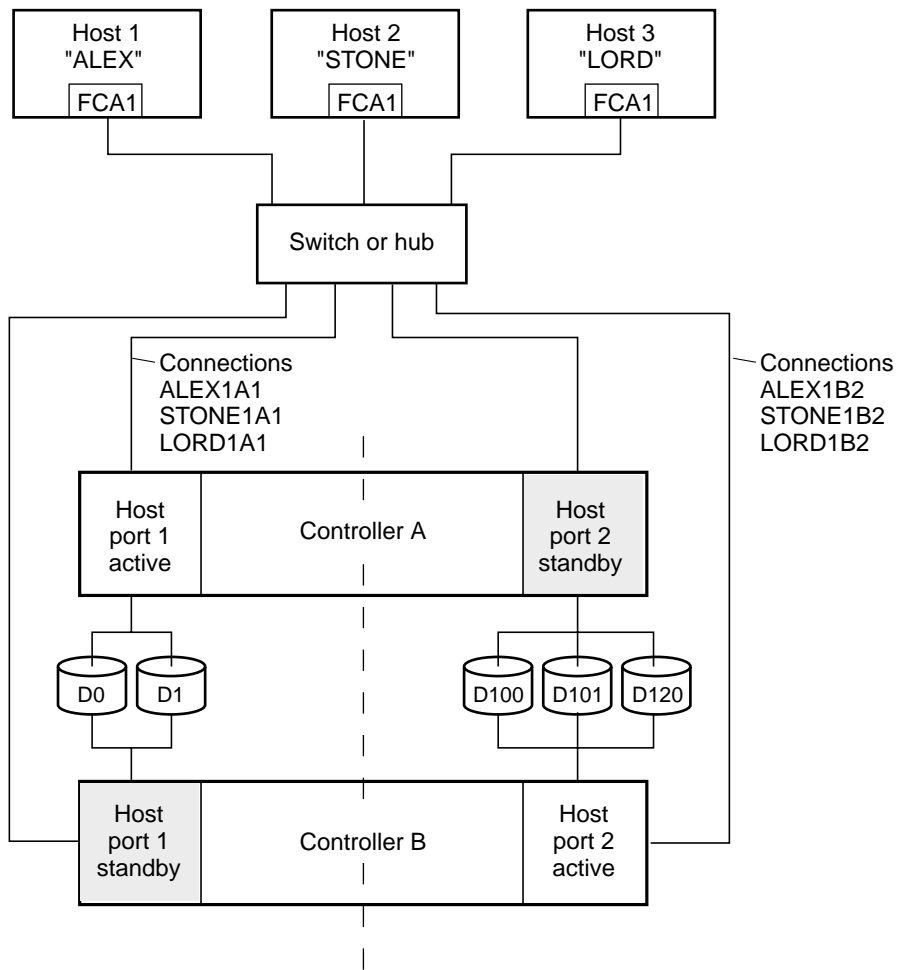 Host 1
"ALEX"
FCA1
Host 2
"STONE"
FCA1
Host 3
"LORD"
FCA1
Switch or hub
Connections
ALEX1A1
STONE1A1
LORD1A1
Connections
ALEX1B2
STONE1B2
LORD1B2
Host
port 1
active
Controller A
Host
port 2
standby
D0
D1
D100
D101
D120
Host
port 1
standby
Controller B
Host
port 2
active